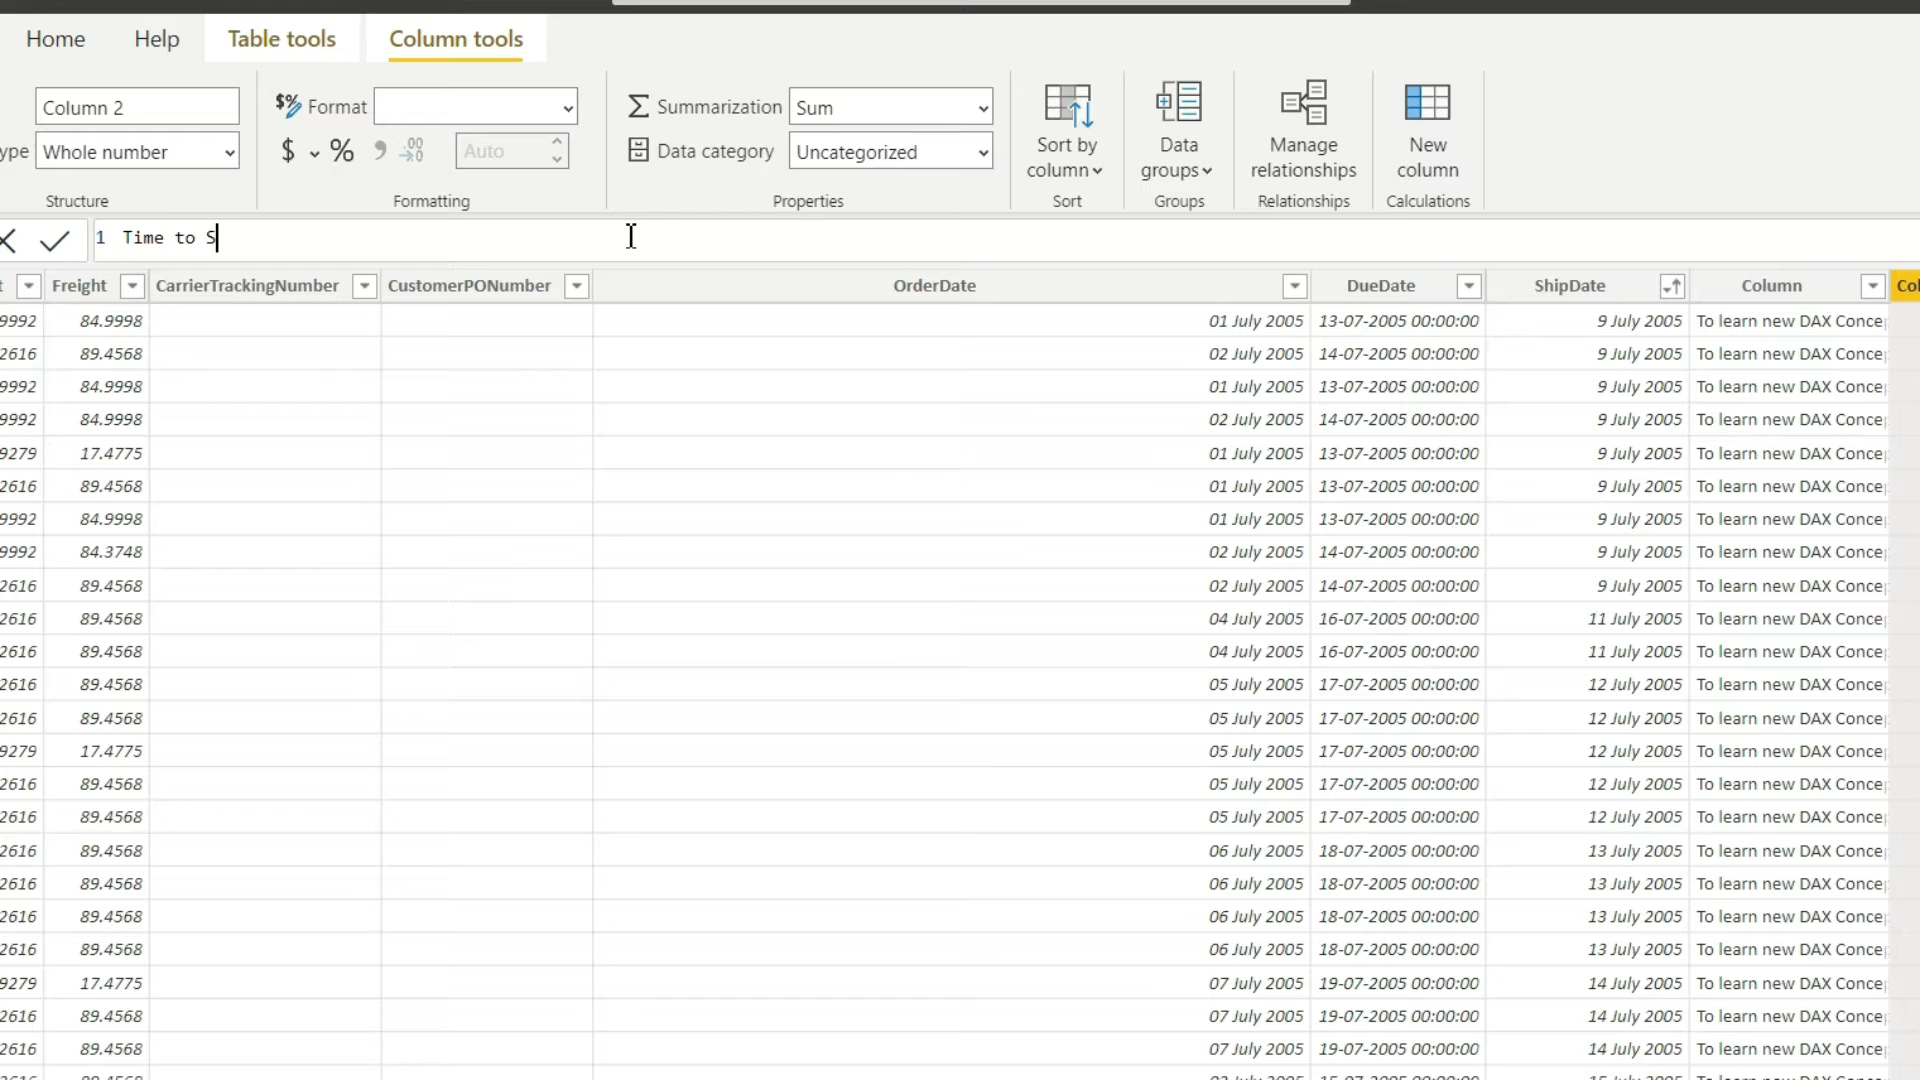 Home Help Table tools Column tools
Column 2 Format Summarization Sum
ype Whole number $ % Auto Data category Uncategorized
Sort by column Data groups Manage relationships New column
Structure Formatting Properties Sort Groups Relationships Calculations
1 Time to S
t Freight CarrierTrackingNumber CustomerPONumber OrderDate DueDate ShipDate Column Col
9992 84.9998 01 July 2005 13-07-2005 00:00:00 9 July 2005 To learn new DAX Conce
2616 89.4568 02 July 2005 14-07-2005 00:00:00 9 July 2005 To learn new DAX Conce
9992 84.9998 01 July 2005 13-07-2005 00:00:00 9 July 2005 To learn new DAX Conce
9992 84.9998 02 July 2005 14-07-2005 00:00:00 9 July 2005 To learn new DAX Conce
9279 17.4775 01 July 2005 13-07-2005 00:00:00 9 July 2005 To learn new DAX Conce
2616 89.4568 01 July 2005 13-07-2005 00:00:00 9 July 2005 To learn new DAX Conce
9992 84.9998 01 July 2005 13-07-2005 00:00:00 9 July 2005 To learn new DAX Conce
9992 84.3748 02 July 2005 14-07-2005 00:00:00 9 July 2005 To learn new DAX Conce
2616 89.4568 02 July 2005 14-07-2005 00:00:00 9 July 2005 To learn new DAX Conce
2616 89.4568 04 July 2005 16-07-2005 00:00:00 11 July 2005 To learn new DAX Conce
2616 89.4568 04 July 2005 16-07-2005 00:00:00 11 July 2005 To learn new DAX Conce
2616 89.4568 05 July 2005 17-07-2005 00:00:00 12 July 2005 To learn new DAX Conce
2616 89.4568 05 July 2005 17-07-2005 00:00:00 12 July 2005 To learn new DAX Conce
9279 17.4775 05 July 2005 17-07-2005 00:00:00 12 July 2005 To learn new DAX Conce
2616 89.4568 05 July 2005 17-07-2005 00:00:00 12 July 2005 To learn new DAX Conce
2616 89.4568 05 July 2005 17-07-2005 00:00:00 12 July 2005 To learn new DAX Conce
2616 89.4568 06 July 2005 18-07-2005 00:00:00 13 July 2005 To learn new DAX Conce
2616 89.4568 06 July 2005 18-07-2005 00:00:00 13 July 2005 To learn new DAX Conce
2616 89.4568 06 July 2005 18-07-2005 00:00:00 13 July 2005 To learn new DAX Conce
2616 89.4568 06 July 2005 18-07-2005 00:00:00 13 July 2005 To learn new DAX Conce
9279 17.4775 07 July 2005 19-07-2005 00:00:00 14 July 2005 To learn new DAX Conce
2616 89.4568 07 July 2005 19-07-2005 00:00:00 14 July 2005 To learn new DAX Conce
2616 89.4568 07 July 2005 19-07-2005 00:00:00 14 July 2005 To learn new DAX Conce